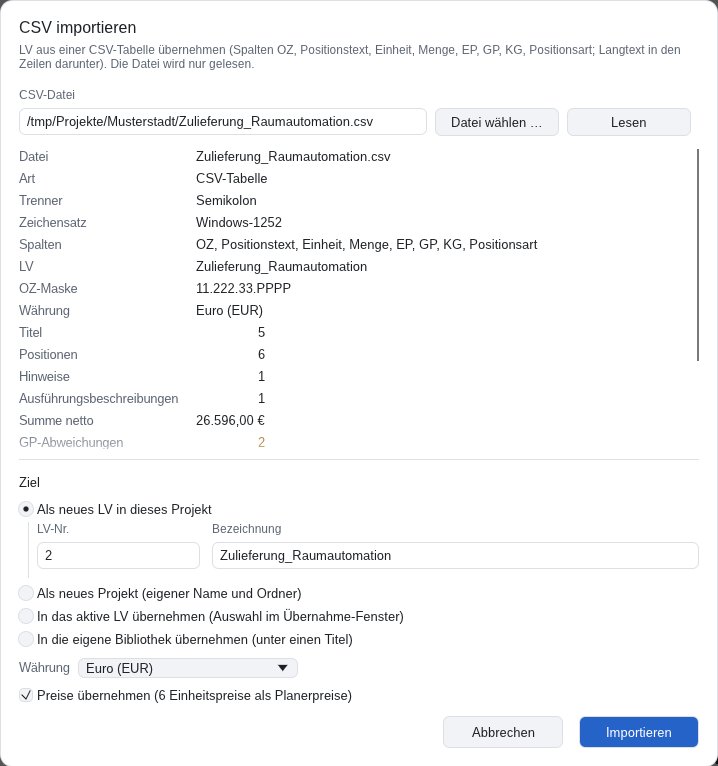 CSV importieren
LV aus einer CSV-Tabelle übernehmen (Spalten OZ, Positionstext, Einheit, Menge, EP, GP, KG, Positionsart; Langtext in den
Zeilen darunter). Die Datei wird nur gelesen.
CSV-Datei
/tmp/Projekte/Musterstadt/Zulieferung_Raumautomation.csv Datei wählen … Lesen
Datei Zulieferung_Raumautomation.csv
Art CSV-Tabelle
Trenner Semikolon
Zeichensatz Windows-1252
Spalten OZ, Positionstext, Einheit, Menge, EP, GP, KG, Positionsart
LV Zulieferung_Raumautomation
OZ-Maske 11.222.33.PPPP
Währung Euro (EUR)
Titel 5
Positionen 6
Hinweise 1
Ausführungsbeschreibungen 1
Summe netto 26.596,00 €
GP-Abweichungen 2
Ziel
Als neues LV in dieses Projekt
LV-Nr. Bezeichnung
2 Zulieferung_Raumautomation
Als neues Projekt (eigener Name und Ordner)
In das aktive LV übernehmen (Auswahl im Übernahme-Fenster)
In die eigene Bibliothek übernehmen (unter einen Titel)
Währung Euro (EUR)
Preise übernehmen (6 Einheitspreise als Planerpreise)
Abbrechen Importieren